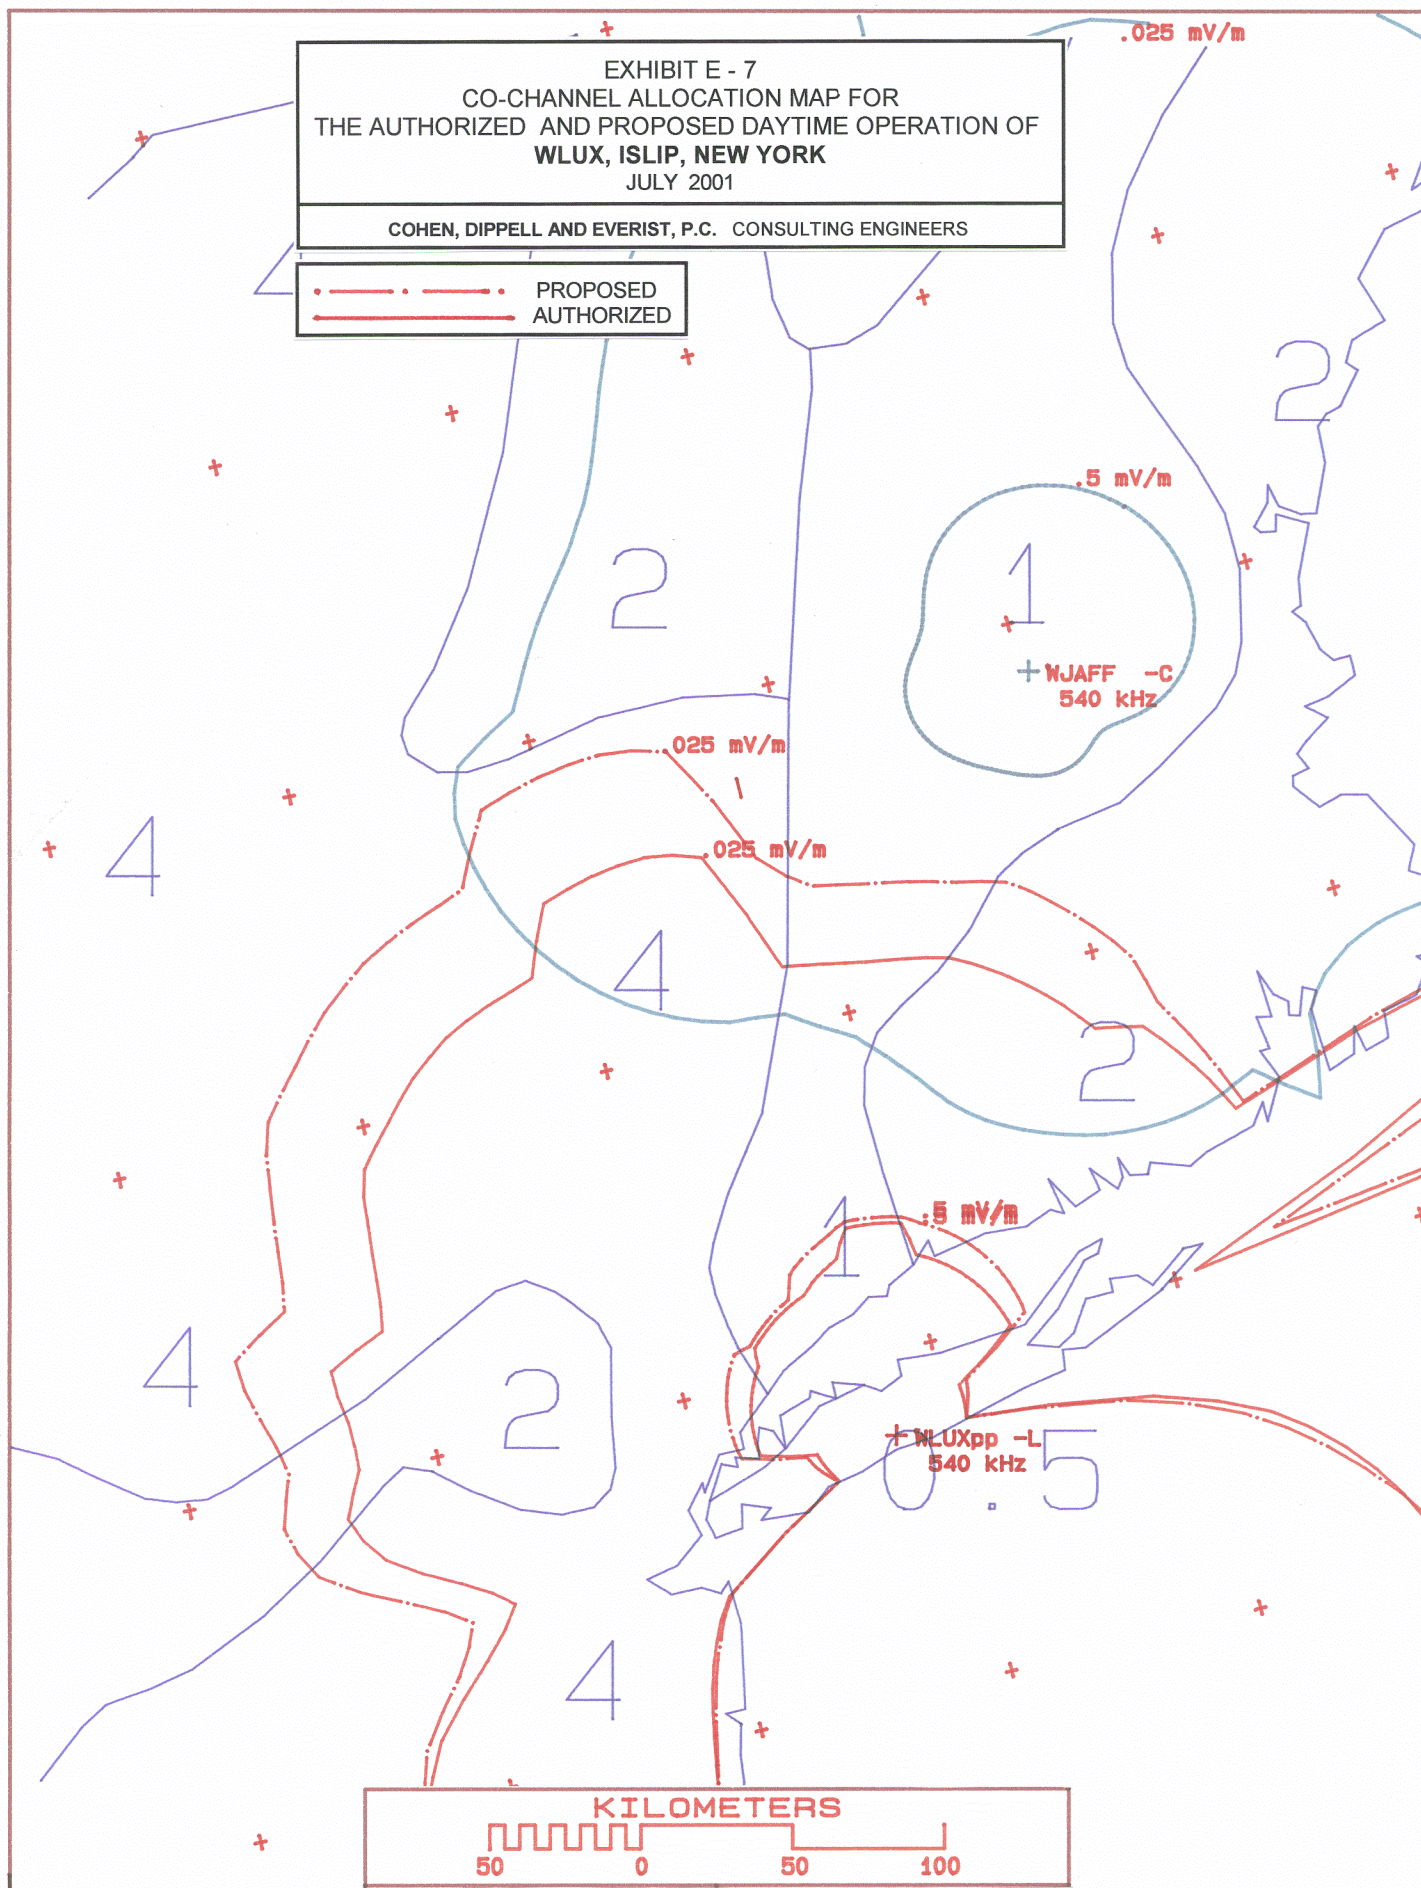 .025 mV/m
EXHIBIT E - 7
CO-CHANNEL ALLOCATION MAP FOR
THE AUTHORIZED AND PROPOSED DAYTIME OPERATION OF
WLUX, ISLIP, NEW YORK
JULY 2001
COHEN, DIPPELL AND EVERIST, P.C. CONSULTING ENGINEERS
PROPOSED
AUTHORIZED
2
.5 mV/m
2
1
WJAFF -C
540 kHz
.025 mV/m
.025 mV/m
4
4
2
1
.5 mV/m
4
2
WLUXpp -L
540 kHz
0.5
4
KILOMETERS
50 0 50 100